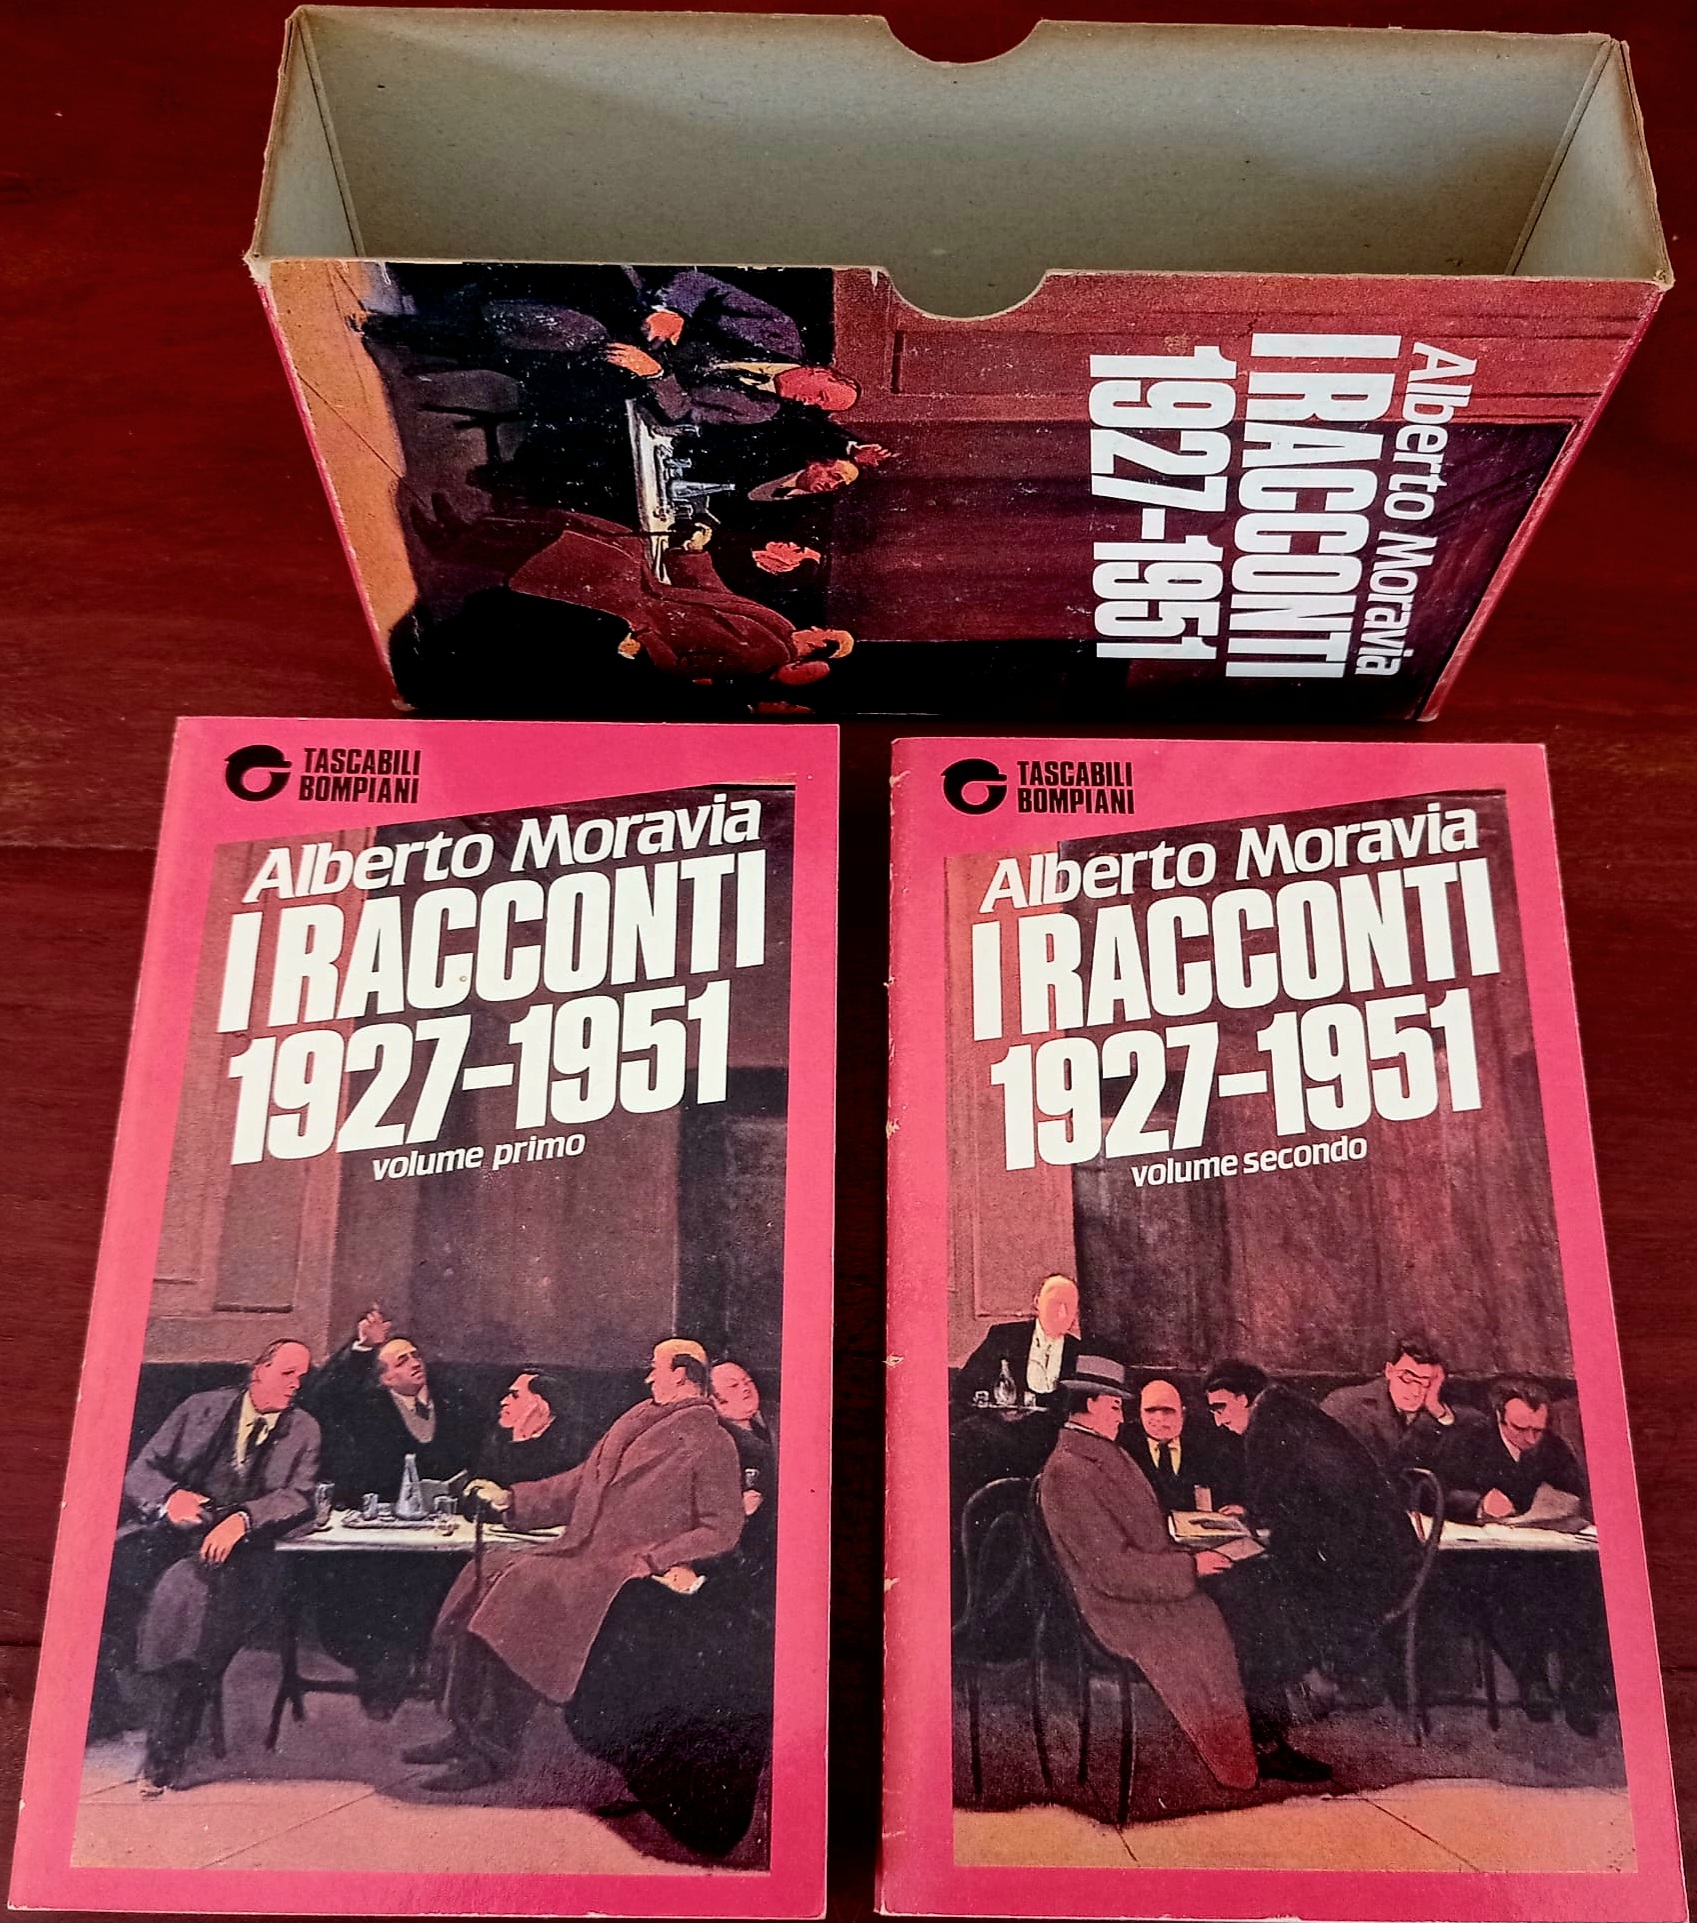 Alberto Moravia
I RACCONTI
1927-1951
TASCABILI
BOMPIANI
Alberto Moravia
I RACCONTI
1927-1951
volume primo
TASCABILI
BOMPIANI
Alberto Moravia
I RACCONTI
1927-1951
volume secondo